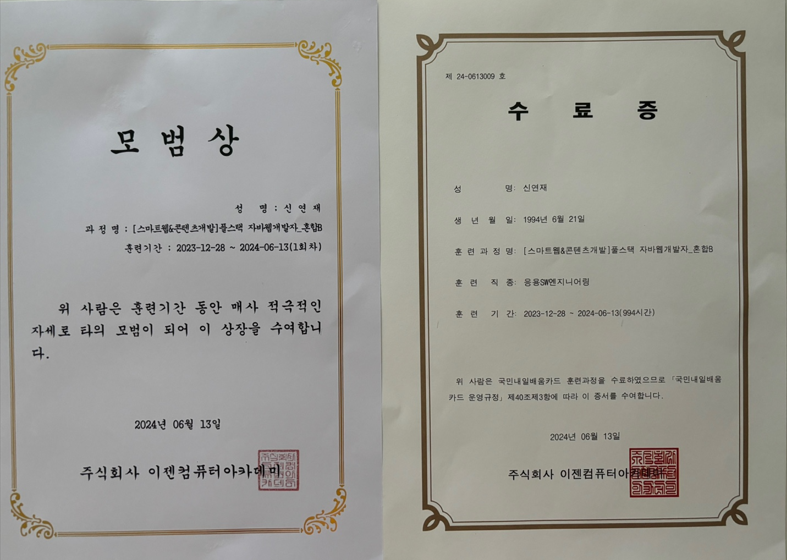 모범상
성 명 : 신연재
과 정 명 : [스마트웹&콘텐츠개발]풀스택 자바웹개발자_혼합B
훈련기간 : 2023-12-28 ~ 2024-06-13(1회차)
위 사람은 훈련기간 동안 매사 적극적인
자세로 타의 모범이 되어 이 상장을 수여합니
다.
2024년 06월 13일
주식회사 이젠컴퓨터아카데미
제 24-0613009 호
수 료 증
성 명: 신연재
생 년 월 일: 1994년 6월 21일
훈 련 과 정 명: [스마트웹&콘텐츠개발]풀스택 자바웹개발자_혼합B
훈 련 직 종: 응용SW엔지니어링
훈 련 기 간: 2023-12-28 ~ 2024-06-13(994시간)
위 사람은 국민내일배움카드 훈련과정을 수료하였으므로 「국민내일배움
카드 운영규정」 제40조제3항에 따라 이 증서를 수여합니다.
2024년 06월 13일
주식회사 이젠컴퓨터아카데미